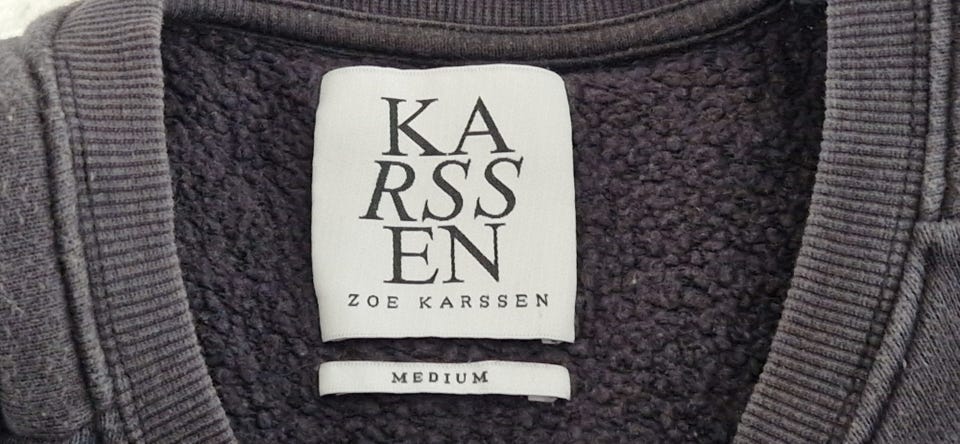 KA
RSS
EN
ZOE KARSSEN
MEDIUM